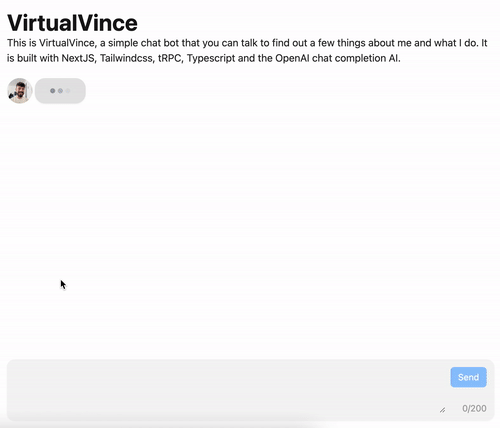 VirtualVince
This is VirtualVince, a simple chat bot that you can talk to find out a few things about me and what I do. It
is built with NextJS, Tailwindcss, tRPC, Typescript and the OpenAI chat completion AI.
Send
0/200